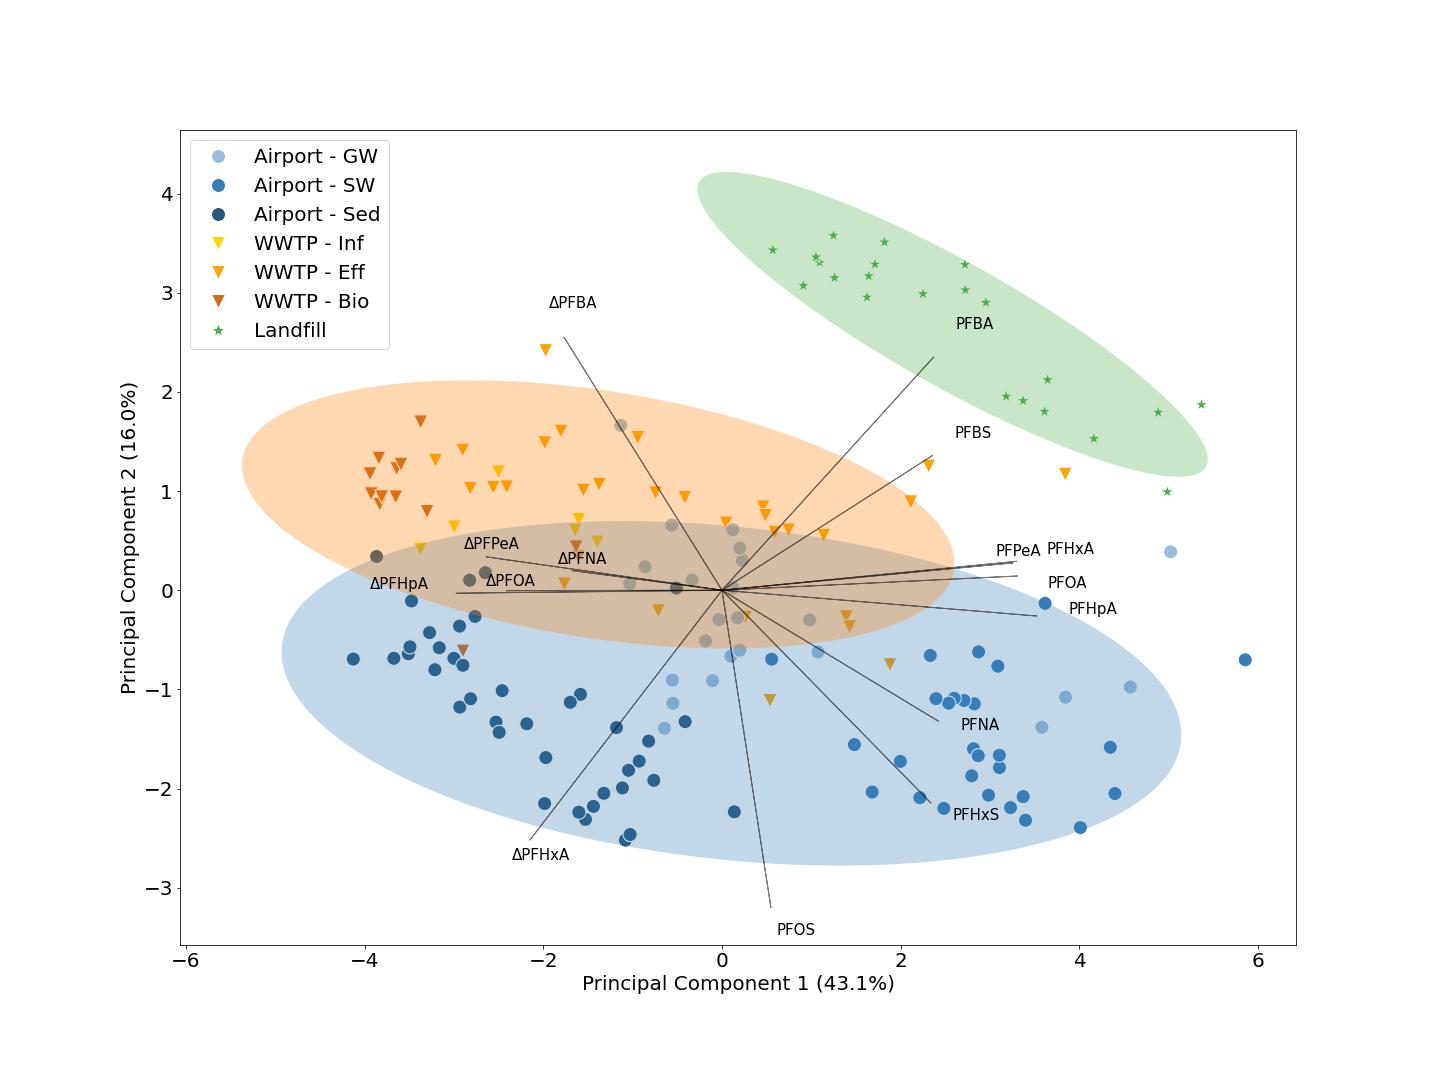 Airport - GW
Airport - SW
Airport - Sed
WWTP - Inf
WWTP - Eff
WWTP - Bio
Landfill
4
3
2
1
0
−1
−2
−3
Principal Component 2 (16.0%)
ΔPFBA
PFBA
PFBS
ΔPFPeA
ΔPFNA
PFPeA
PFHxA
ΔPFHpA
ΔPFOA
PFOA
PFHpA
PFNA
PFHxS
ΔPFHxA
PFOS
−6
−4
−2
0
2
4
6
Principal Component 1 (43.1%)